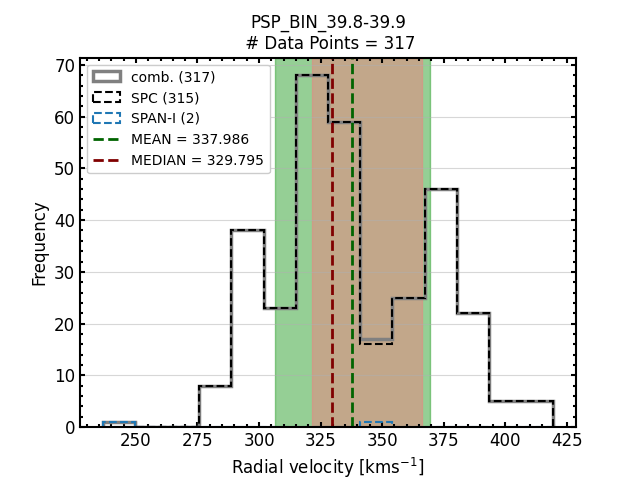 PSP_BIN_39.8-39.9
# Data Points = 317
comb. (317)
SPC (315)
SPAN-I (2)
MEAN = 337.986
MEDIAN = 329.795
Frequency
70
60
50
40
30
20
10
0
250 275 300 325 350 375 400 425
Radial velocity [kms⁻¹]